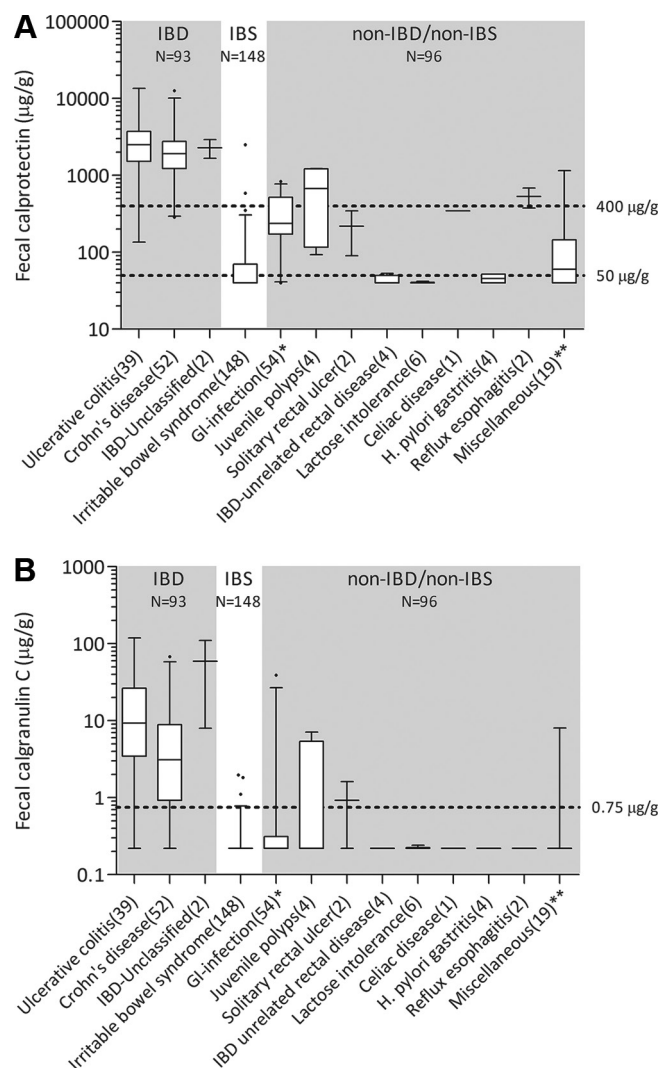 A
IBD
N=93
IBS
N=148
non-IBD/non-IBS
N=96
Fecal calprotectin (µg/g)
100000
10000
1000
100
10
400 µg/g
50 µg/g
Ulcerative colitis(39)
Crohn's disease(52)
IBD-Unclassified(2)
Irritable bowel syndrome(148)
GI-infection(54)*
Juvenile polyps(4)
Solitary rectal ulcer(2)
IBD-unrelated rectal disease(4)
Lactose intolerance(6)
Celiac disease(1)
H. pylori gastritis(4)
Reflux esophagitis(2)
Miscellaneous(19)**
B
IBD
N=93
IBS
N=148
non-IBD/non-IBS
N=96
Fecal calgranulin C (µg/g)
1000
100
10
1
0.1
0.75 µg/g
Ulcerative colitis(39)
Crohn's disease(52)
IBD-Unclassified(2)
Irritable bowel syndrome(148)
GI-infection(54)*
Juvenile polyps(4)
Solitary rectal ulcer(2)
IBD unrelated rectal disease(4)
Lactose intolerance(6)
Celiac disease(1)
H. pylori gastritis(4)
Reflux esophagitis(2)
Miscellaneous(19)**